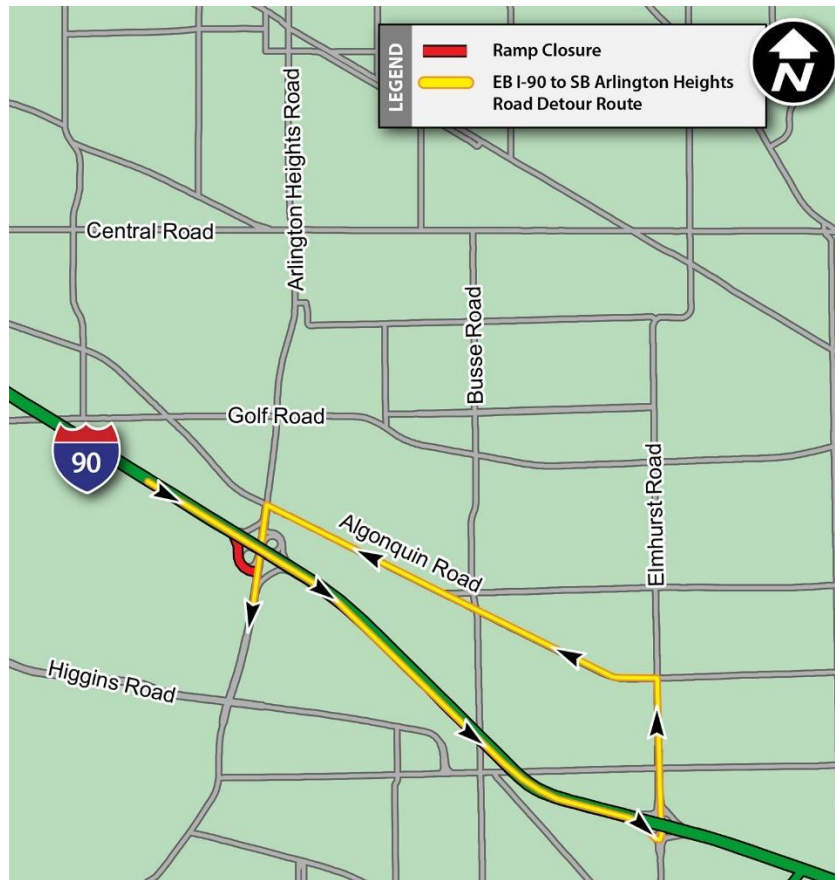 LEGEND
Ramp Closure
EB I-90 to SB Arlington Heights
Road Detour Route
N
Arlington Heights Road
Central Road
Busse Road
Golf Road
90
Elmhurst Road
Algonquin Road
Higgins Road